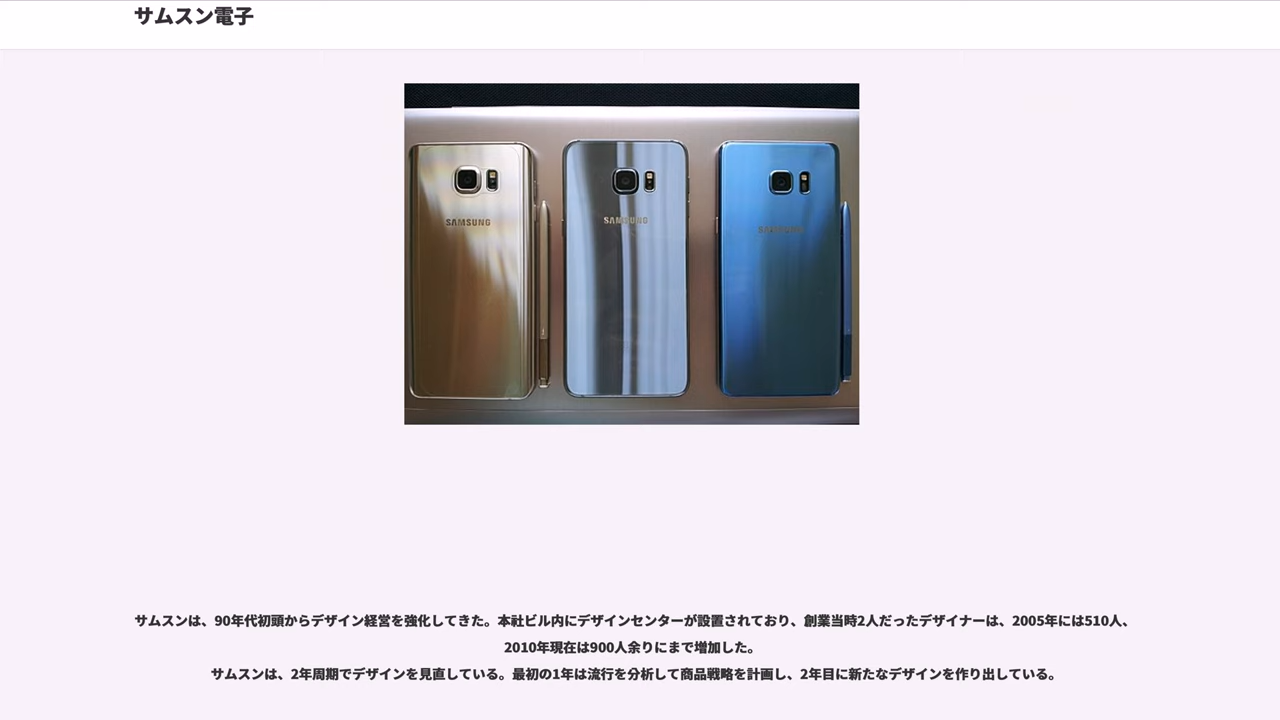 サムスン電子
SAMSUNG
SAMSUNG
SAMSUNG
サムスンは、90年代初頭からデザイン経営を強化してきた。本社ビル内にデザインセンターが設置されており、創業当時2人だったデザイナーは、2005年には510人、
2010年現在は900人余りにまで増加した。
サムスンは、2年周期でデザインを見直している。最初の1年は流行を分析して商品戦略を計画し、2年目に新たなデザインを作り出している。